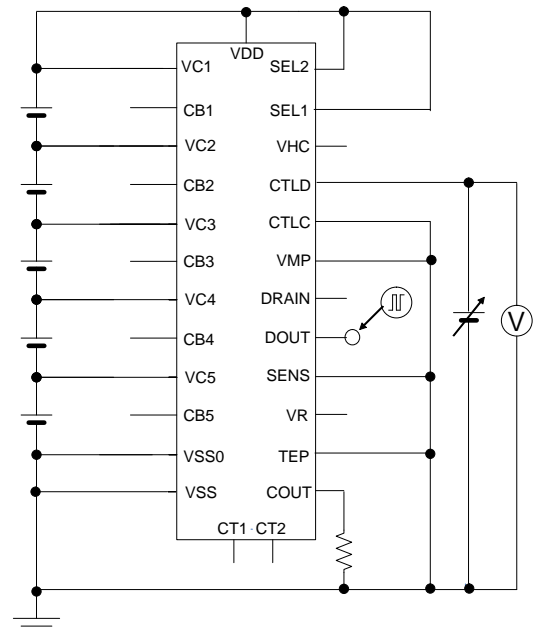 VDD
VC1
CB1
VC2
CB2
VC3
CB3
VC4
CB4
VC5
CB5
VSS0
VSS
SEL2
SEL1
VHC
CTLD
CTLC
VMP
DRAIN
DOUT
SENS
VR
TEP
COUT
CT1 CT2
V